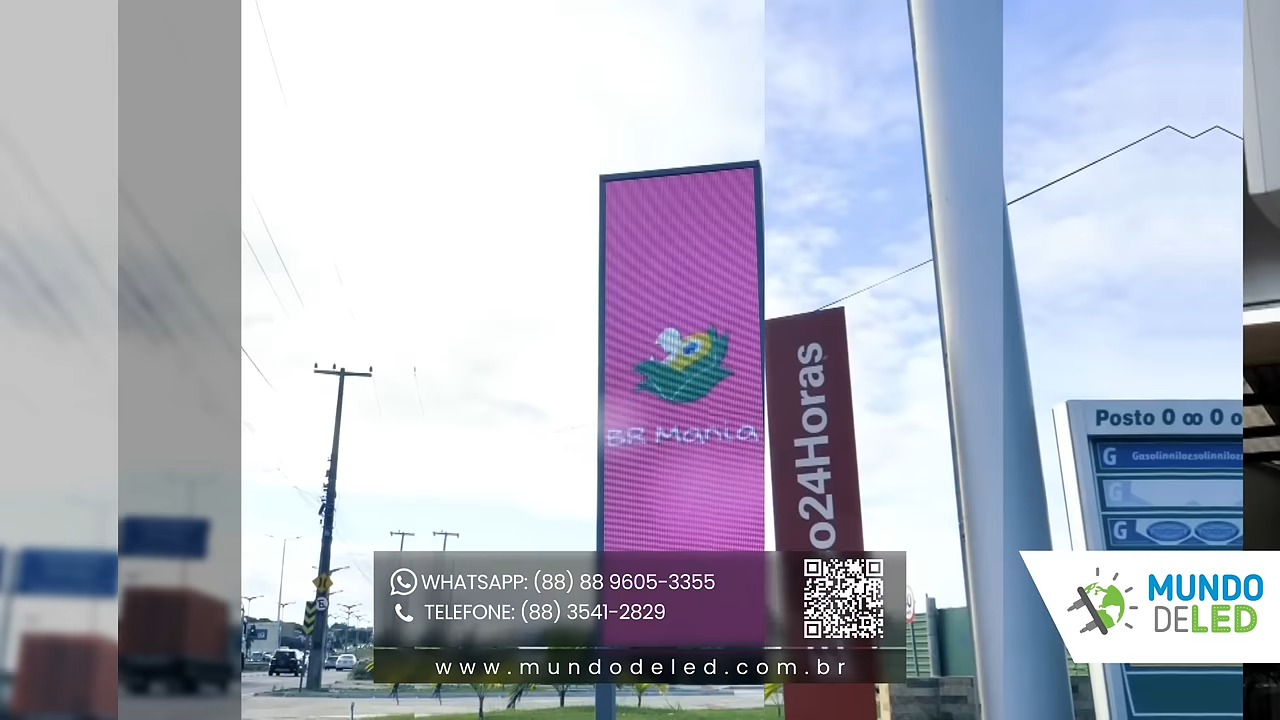 BR Mania
o24Horas
Posto
G
G
G
WHATSAPP: (88) 88 9605-3355
TELEFONE: (88) 3541-2829
www.mundodeled.com.br
MUNDO
DELED